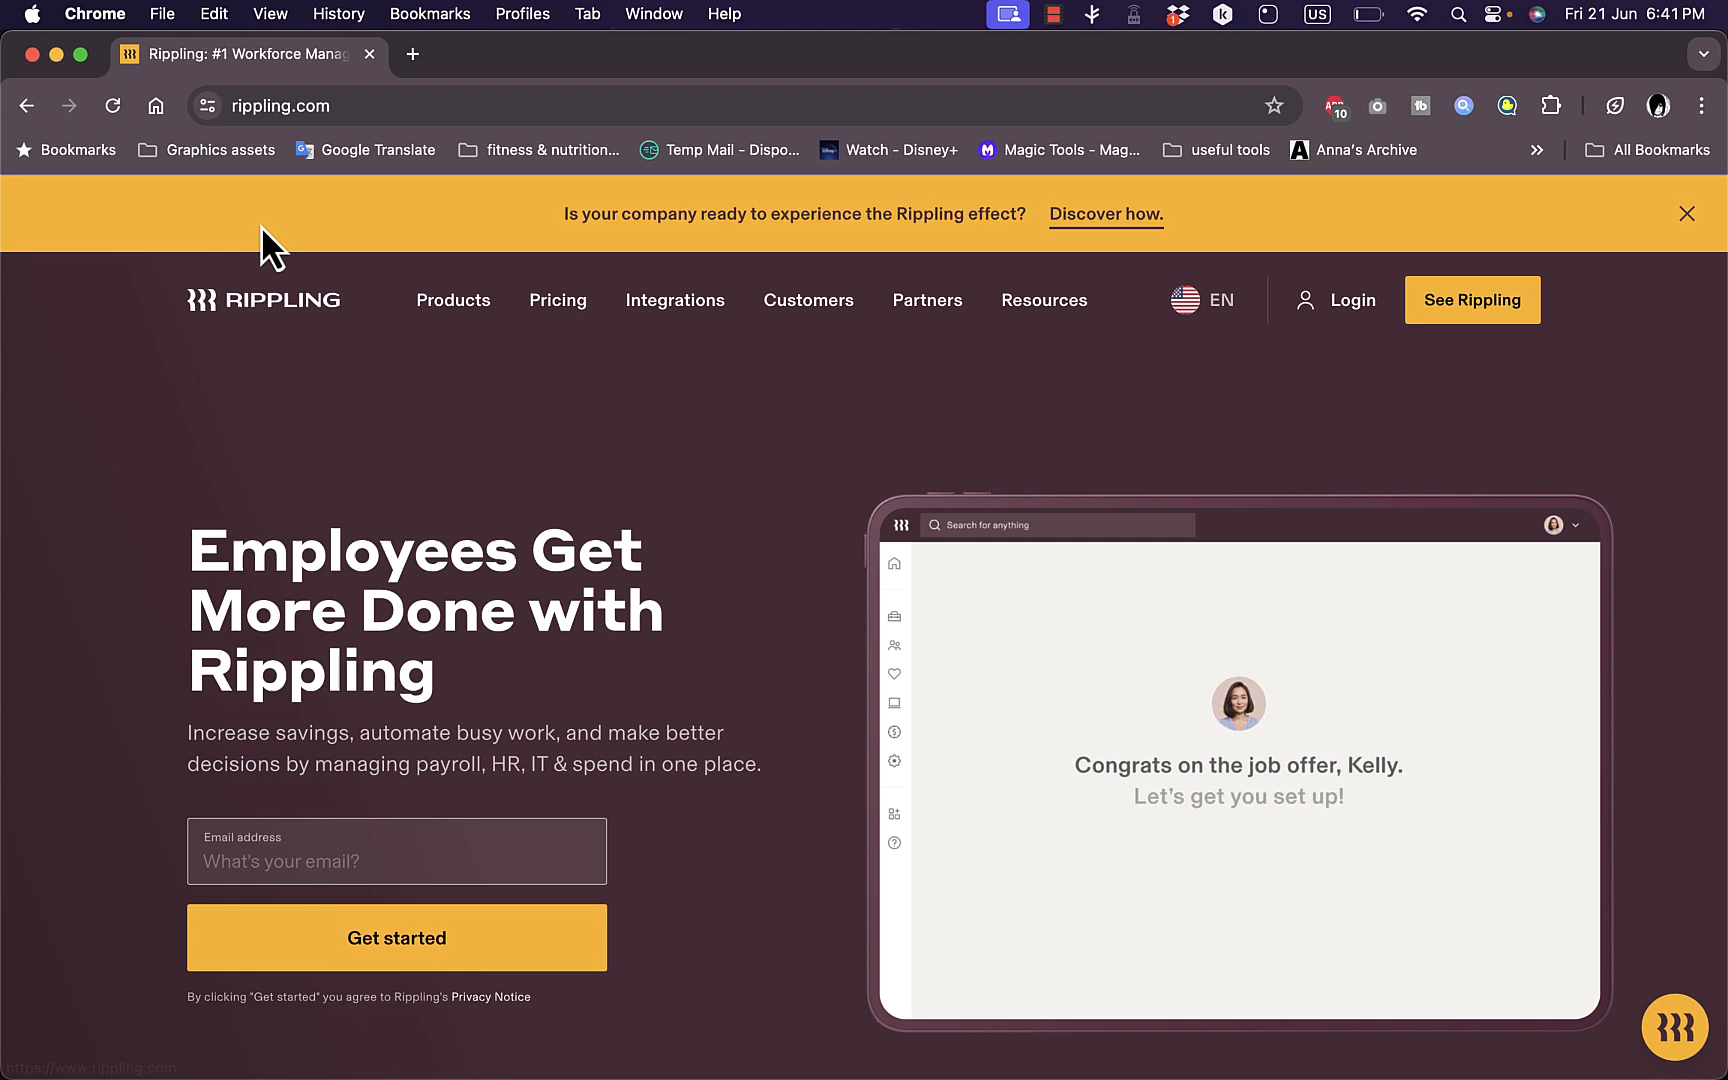 Chrome File Edit View History Bookmarks Profiles Tab Window Help US Fri 21 Jun 6:41 PM
Rippling: #1 Workforce Manag
rippling.com
10
Bookmarks Graphics assets Google Translate fitness & nutrition... Temp Mail - Dispo... Watch - Disney+ Magic Tools - Mag... useful tools Anna's Archive All Bookmarks
Is your company ready to experience the Rippling effect? Discover how.
RIPPLING Products Pricing Integrations Customers Partners Resources EN Login See Rippling
Employees Get
More Done with
Rippling
Increase savings, automate busy work, and make better
decisions by managing payroll, HR, IT & spend in one place.
Email address
What's your email?
Get started
By clicking "Get started" you agree to Rippling's Privacy Notice
Search for anything
Congrats on the job offer, Kelly.
Let's get you set up!
https://www.rippling.com